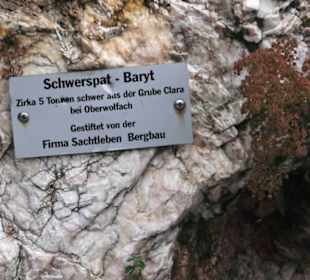 Schwerspat - Baryt
Zirka 5 Tonnen schwer aus der Grube Clara
bei Oberwolfach
Gestiftet von der
Firma Sachtleben Bergbau